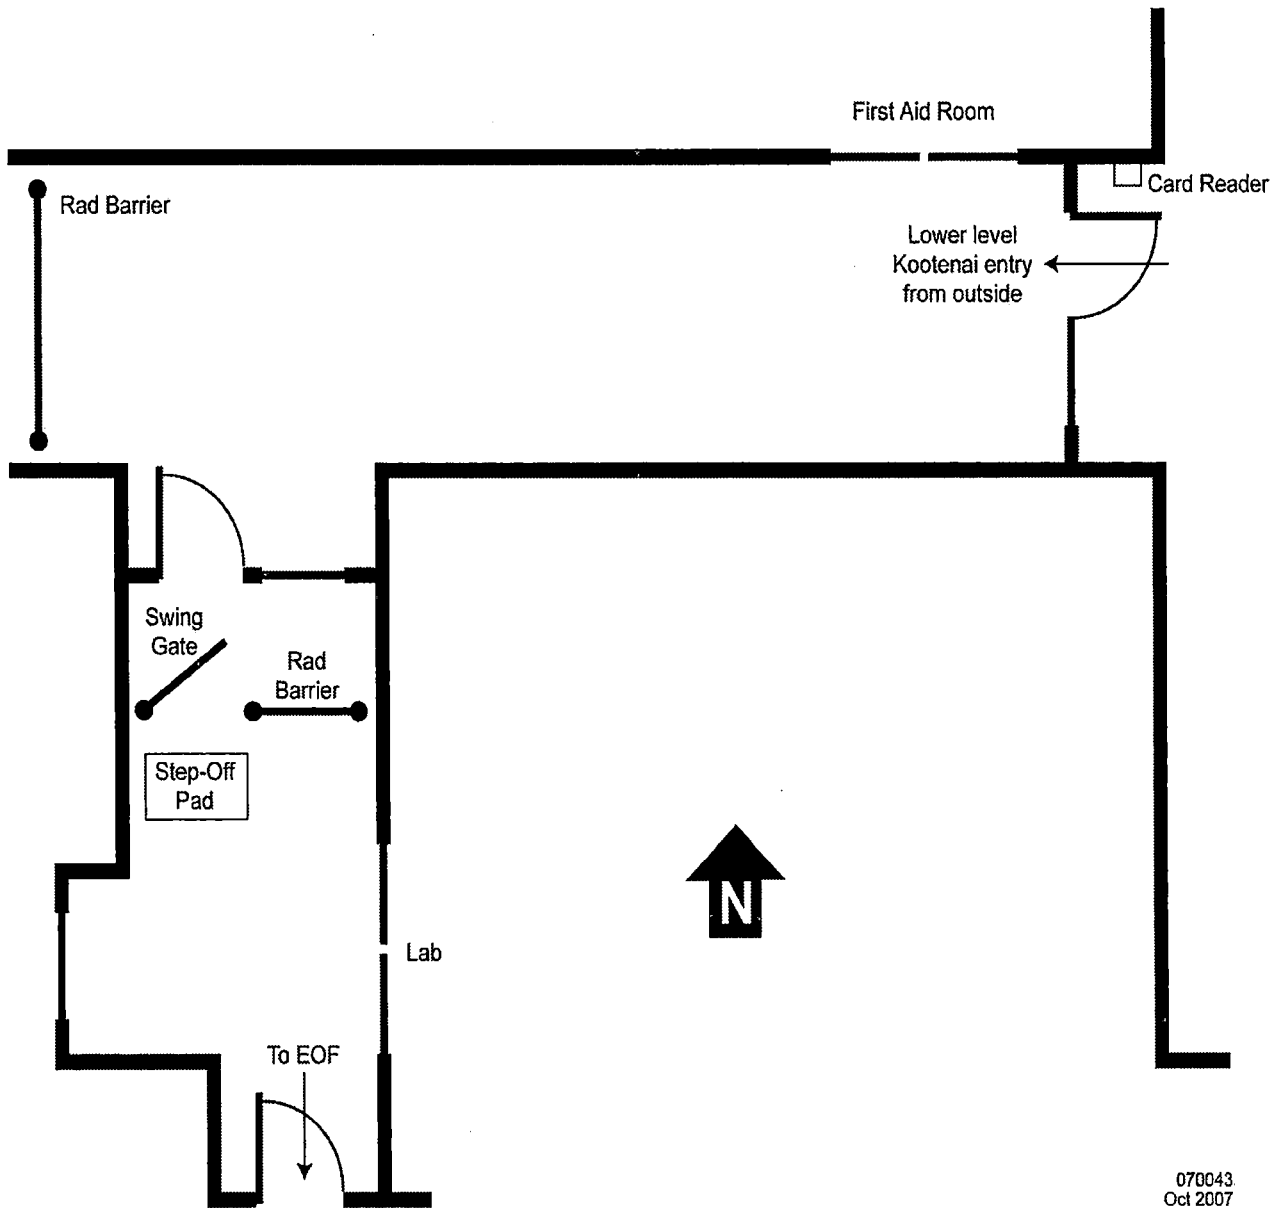 First Aid Room
Rad Barrier
Card Reader
Lower level
Kootenai entry
from outside
Swing
Gate
Rad
Barrier
Step-Off
Pad
N
Lab
To EOF
070043
Oct 2007